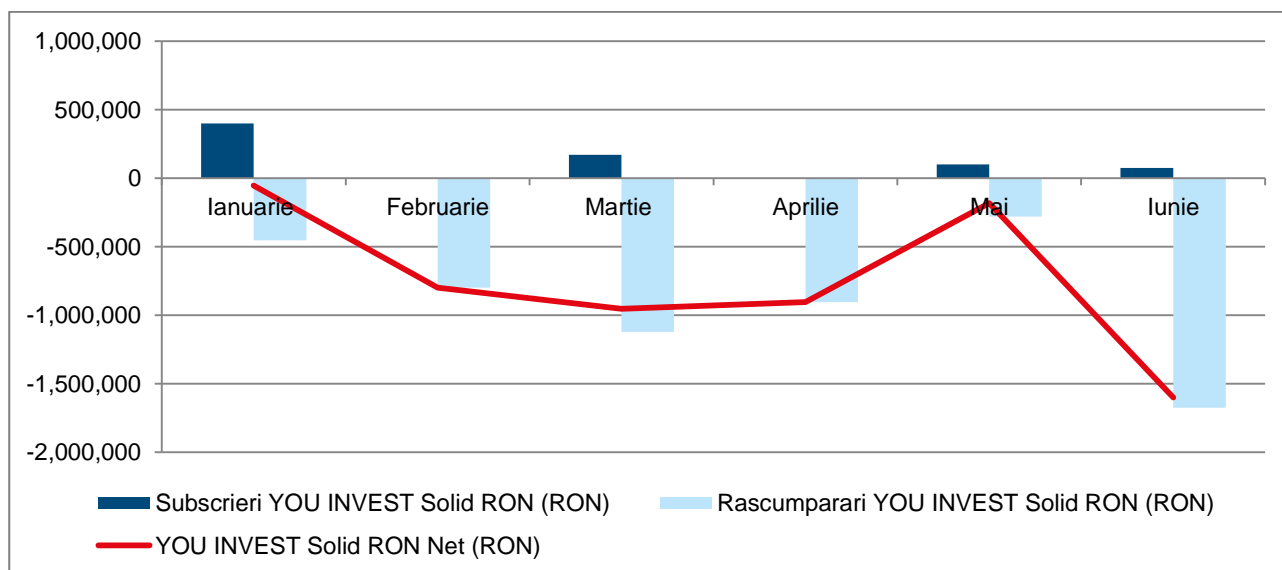 1,000,000
500,000
0
-500,000
-1,000,000
-1,500,000
-2,000,000
Ianuarie Februarie Martie Aprilie Mai Iunie
Subscrieri YOU INVEST Solid RON (RON) Rascumparari YOU INVEST Solid RON (RON)
YOU INVEST Solid RON Net (RON)